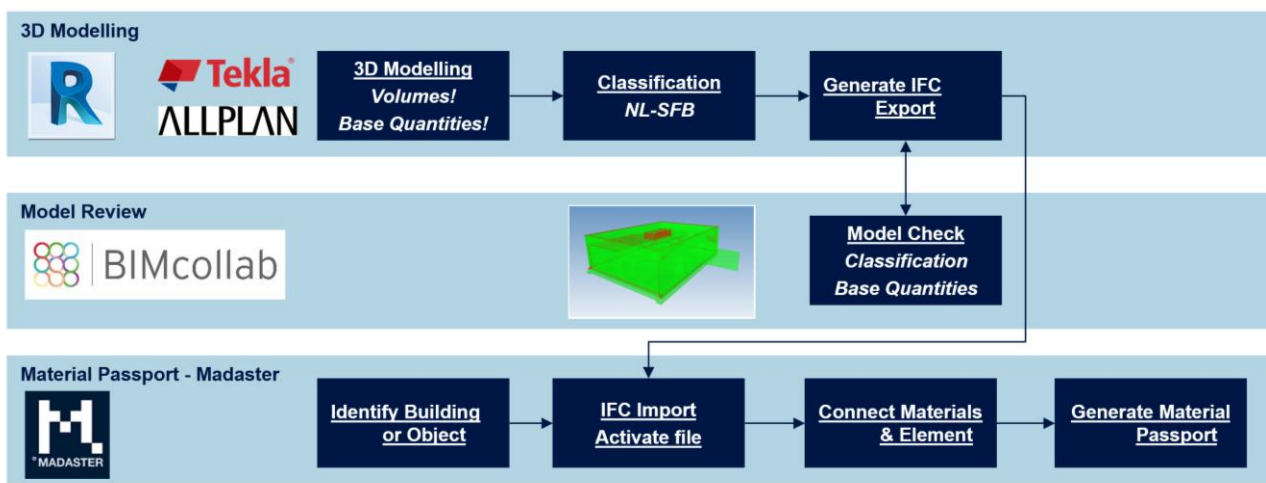 3D Modelling
R
Tekla®
ALLPLAN
3D Modelling
Volumes!
Base Quantities!
Classification
NL-SFB
Generate IFC
Export
Model Review
BIMcollab
Model Check
Classification
Base Quantities
Material Passport - Madaster
MADASTER
Identify Building
or Object
IFC Import
Activate file
Connect Materials
& Element
Generate Material
Passport